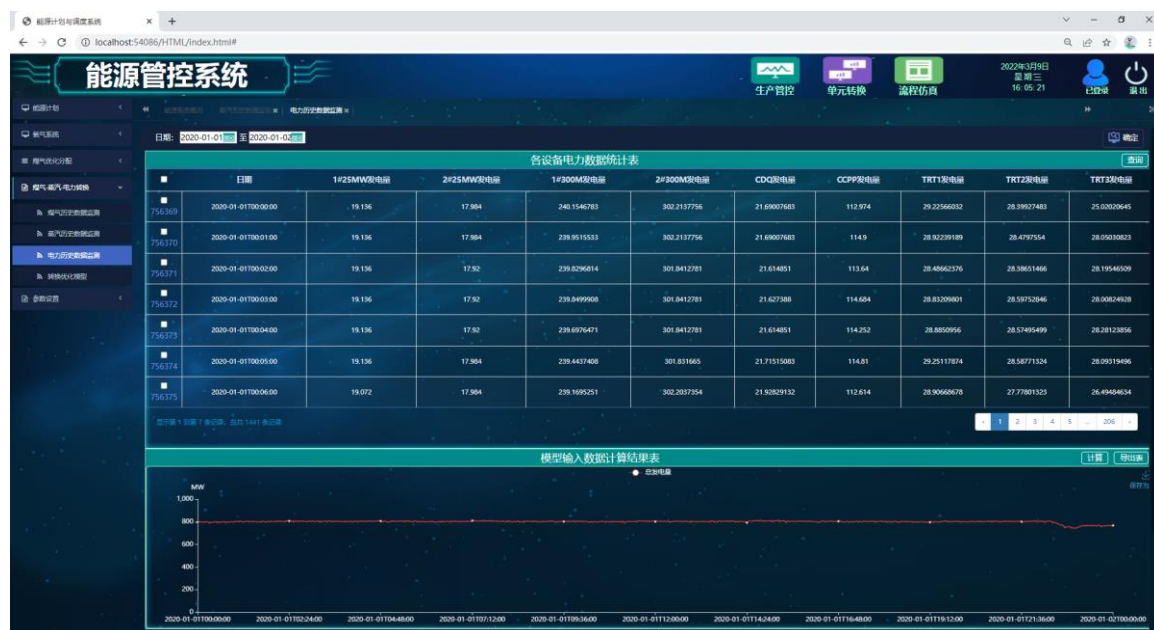 能源计划与调度系统
localhost:54086/HTML/index.html#
能源管控系统
生产管控 单元转换 流程仿真
2022年3月9日
星期三
16:05:21
已登录 退出
能源计划
氧气系统
煤气优化分配
煤气-蒸汽-电力转换
煤气历史数据监测
蒸汽历史数据监测
电力历史数据监测
转换优化模型
参数设置
电力历史数据监测
日期: 2020-01-01 至 2020-01-02 确定
各设备电力数据统计表 查询
日期 1#25MW发电量 2#25MW发电量 1#300M发电量 2#300M发电量 CDQ发电量 CCPP发电量 TRT1发电量 TRT2发电量 TRT3发电量
756369 2020-01-01T00:00:00 19.136 17.984 240.1546783 302.2137756 21.69007683 112.974 29.22566032 28.39927483 25.02020645
756370 2020-01-01T00:01:00 19.136 17.984 239.9515533 302.2137756 21.69007683 114.9 28.92239189 28.4797554 28.05030823
756371 2020-01-01T00:02:00 19.136 17.92 239.8296814 301.8412781 21.614851 113.64 28.48662376 28.38651466 28.19546509
756372 2020-01-01T00:03:00 19.136 17.92 239.8499908 301.8412781 21.627388 114.684 28.83209801 28.59752846 28.00824928
756373 2020-01-01T00:04:00 19.136 17.92 239.6976471 301.8412781 21.614851 114.252 28.8850956 28.57495499 28.28123856
756374 2020-01-01T00:05:00 19.136 17.984 239.4437408 301.831665 21.71515083 114.81 29.25117874 28.58771324 28.09319496
756375 2020-01-01T00:06:00 19.072 17.984 239.1695251 302.2037354 21.92829132 112.614 28.90668678 27.77801323 26.49484634
显示第 1 到第 7 条记录，总共 1441 条记录
1 2 3 4 5 ... 206
模型输入数据计算结果表 计算 导出表
总发电量
保存为
MW
1,000
800
600
400
200
0
2020-01-01T00:00:00 2020-01-01T02:24:00 2020-01-01T04:48:00 2020-01-01T07:12:00 2020-01-01T09:36:00 2020-01-01T12:00:00 2020-01-01T14:24:00 2020-01-01T16:48:00 2020-01-01T19:12:00 2020-01-01T21:36:00 2020-01-02T00:00:00